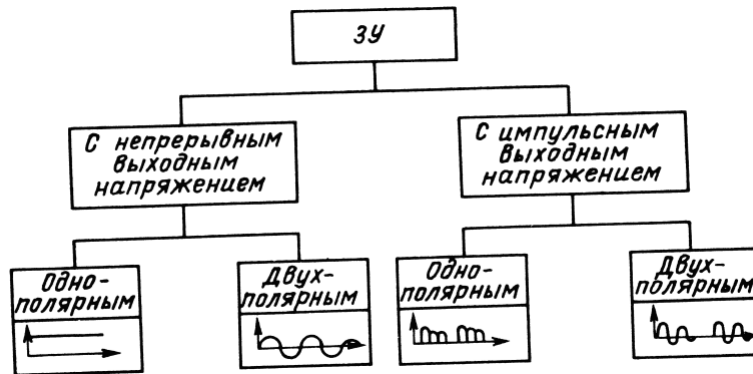 ЗУ
С непрерывным
выходным
напряжением
С импульсным
выходным
напряжением
Одно-
полярным
Двух-
полярным
Одно-
полярным
Двух-
полярным